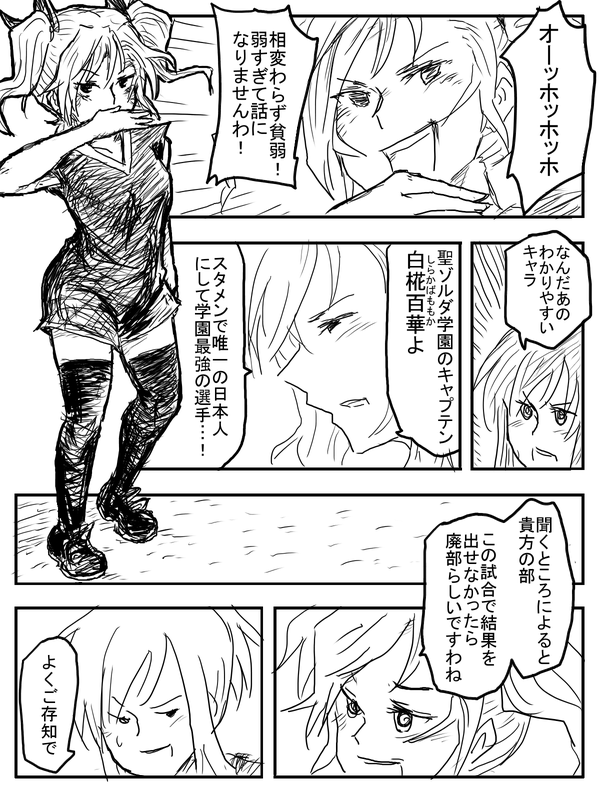 オーッホッホッホ
相変わらず貧弱！
弱すぎて話に
なりませんわ！
なんだあの
わかりやすい
キャラ
聖ゾルダ学園のキャプテン
白椛百華よ
しらかばももか
スタメンで唯一の日本人
にして学園最強の選手…！
聞くところによると
貴方の部
この試合で結果を
出せなかったら
廃部らしいですわね
よくご存知で